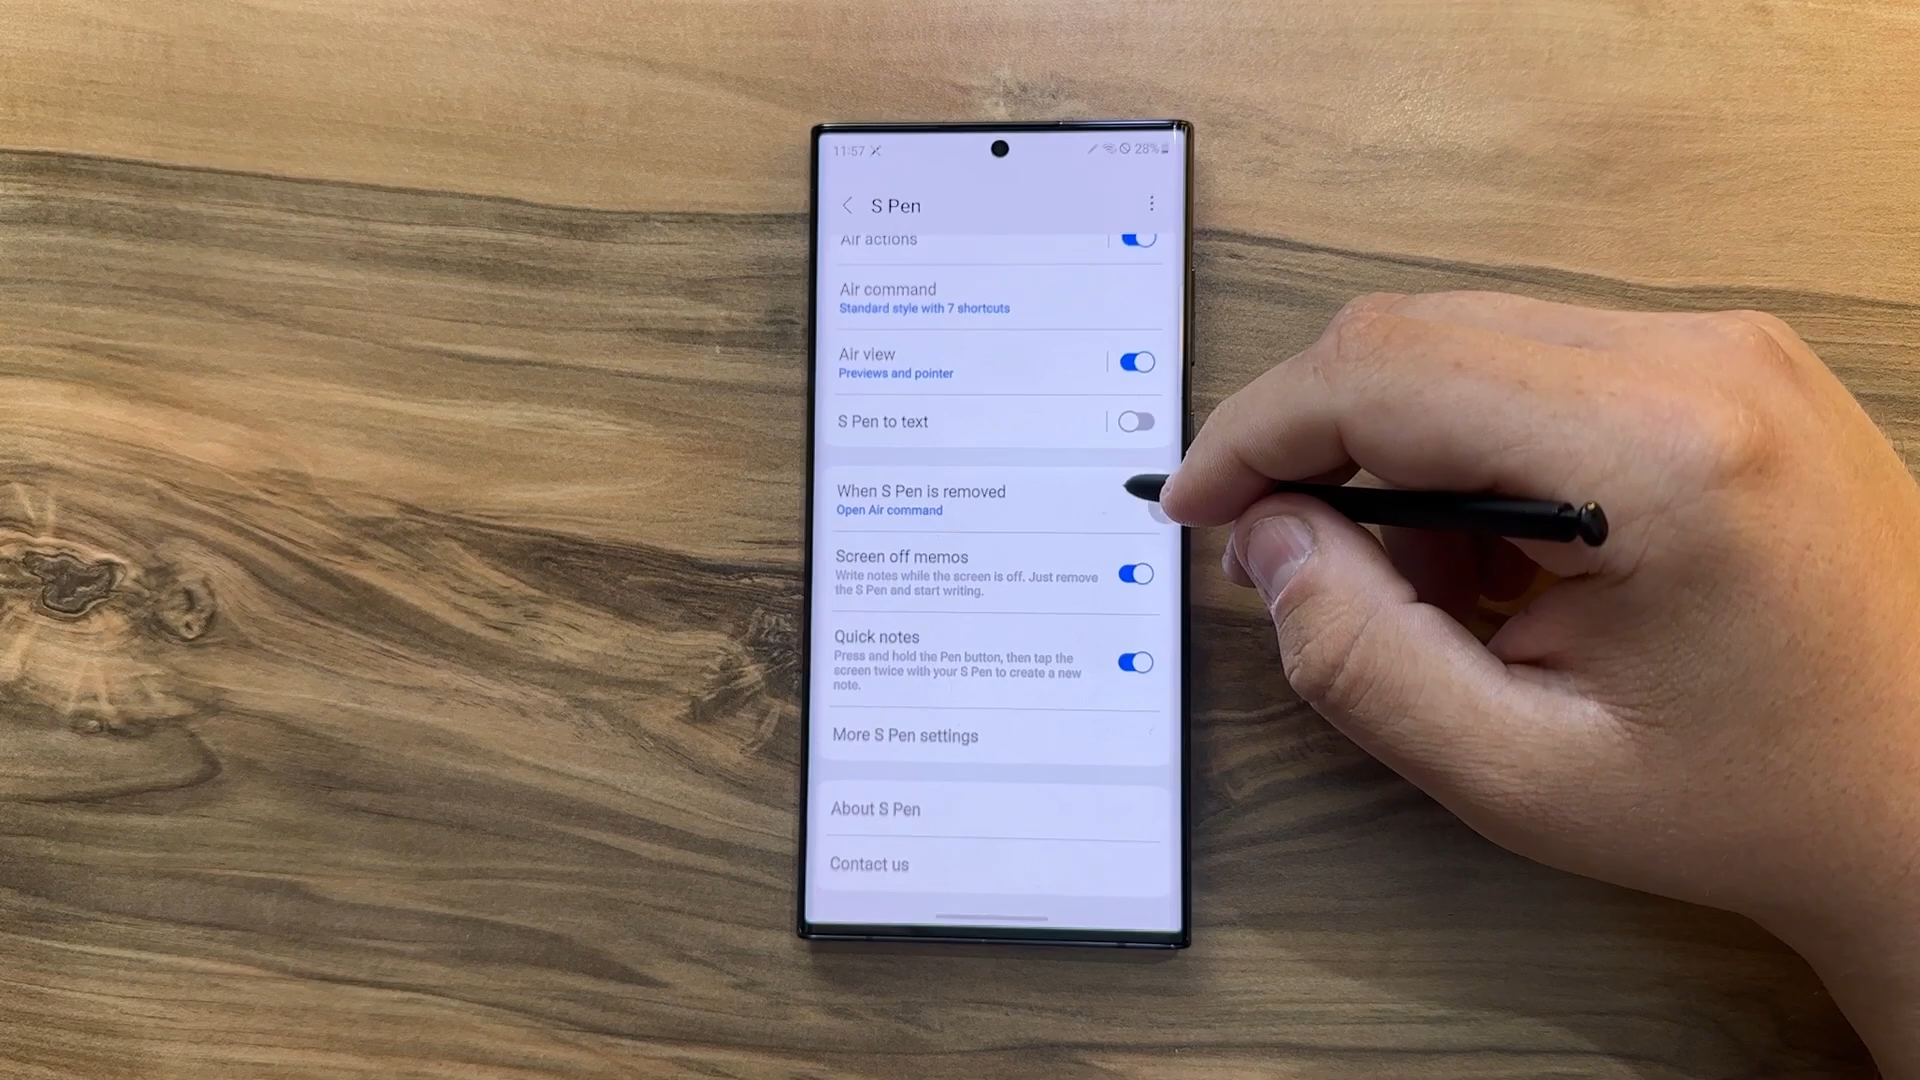 11:57
28%
S Pen
Air actions
Air command
Standard style with 7 shortcuts
Air view
Previews and pointer
S Pen to text
When S Pen is removed
Open Air command
Screen off memos
Write notes while the screen is off. Just remove
the S Pen and start writing.
Quick notes
Press and hold the Pen button, then tap the
screen twice with your S Pen to create a new
note.
More S Pen settings
About S Pen
Contact us